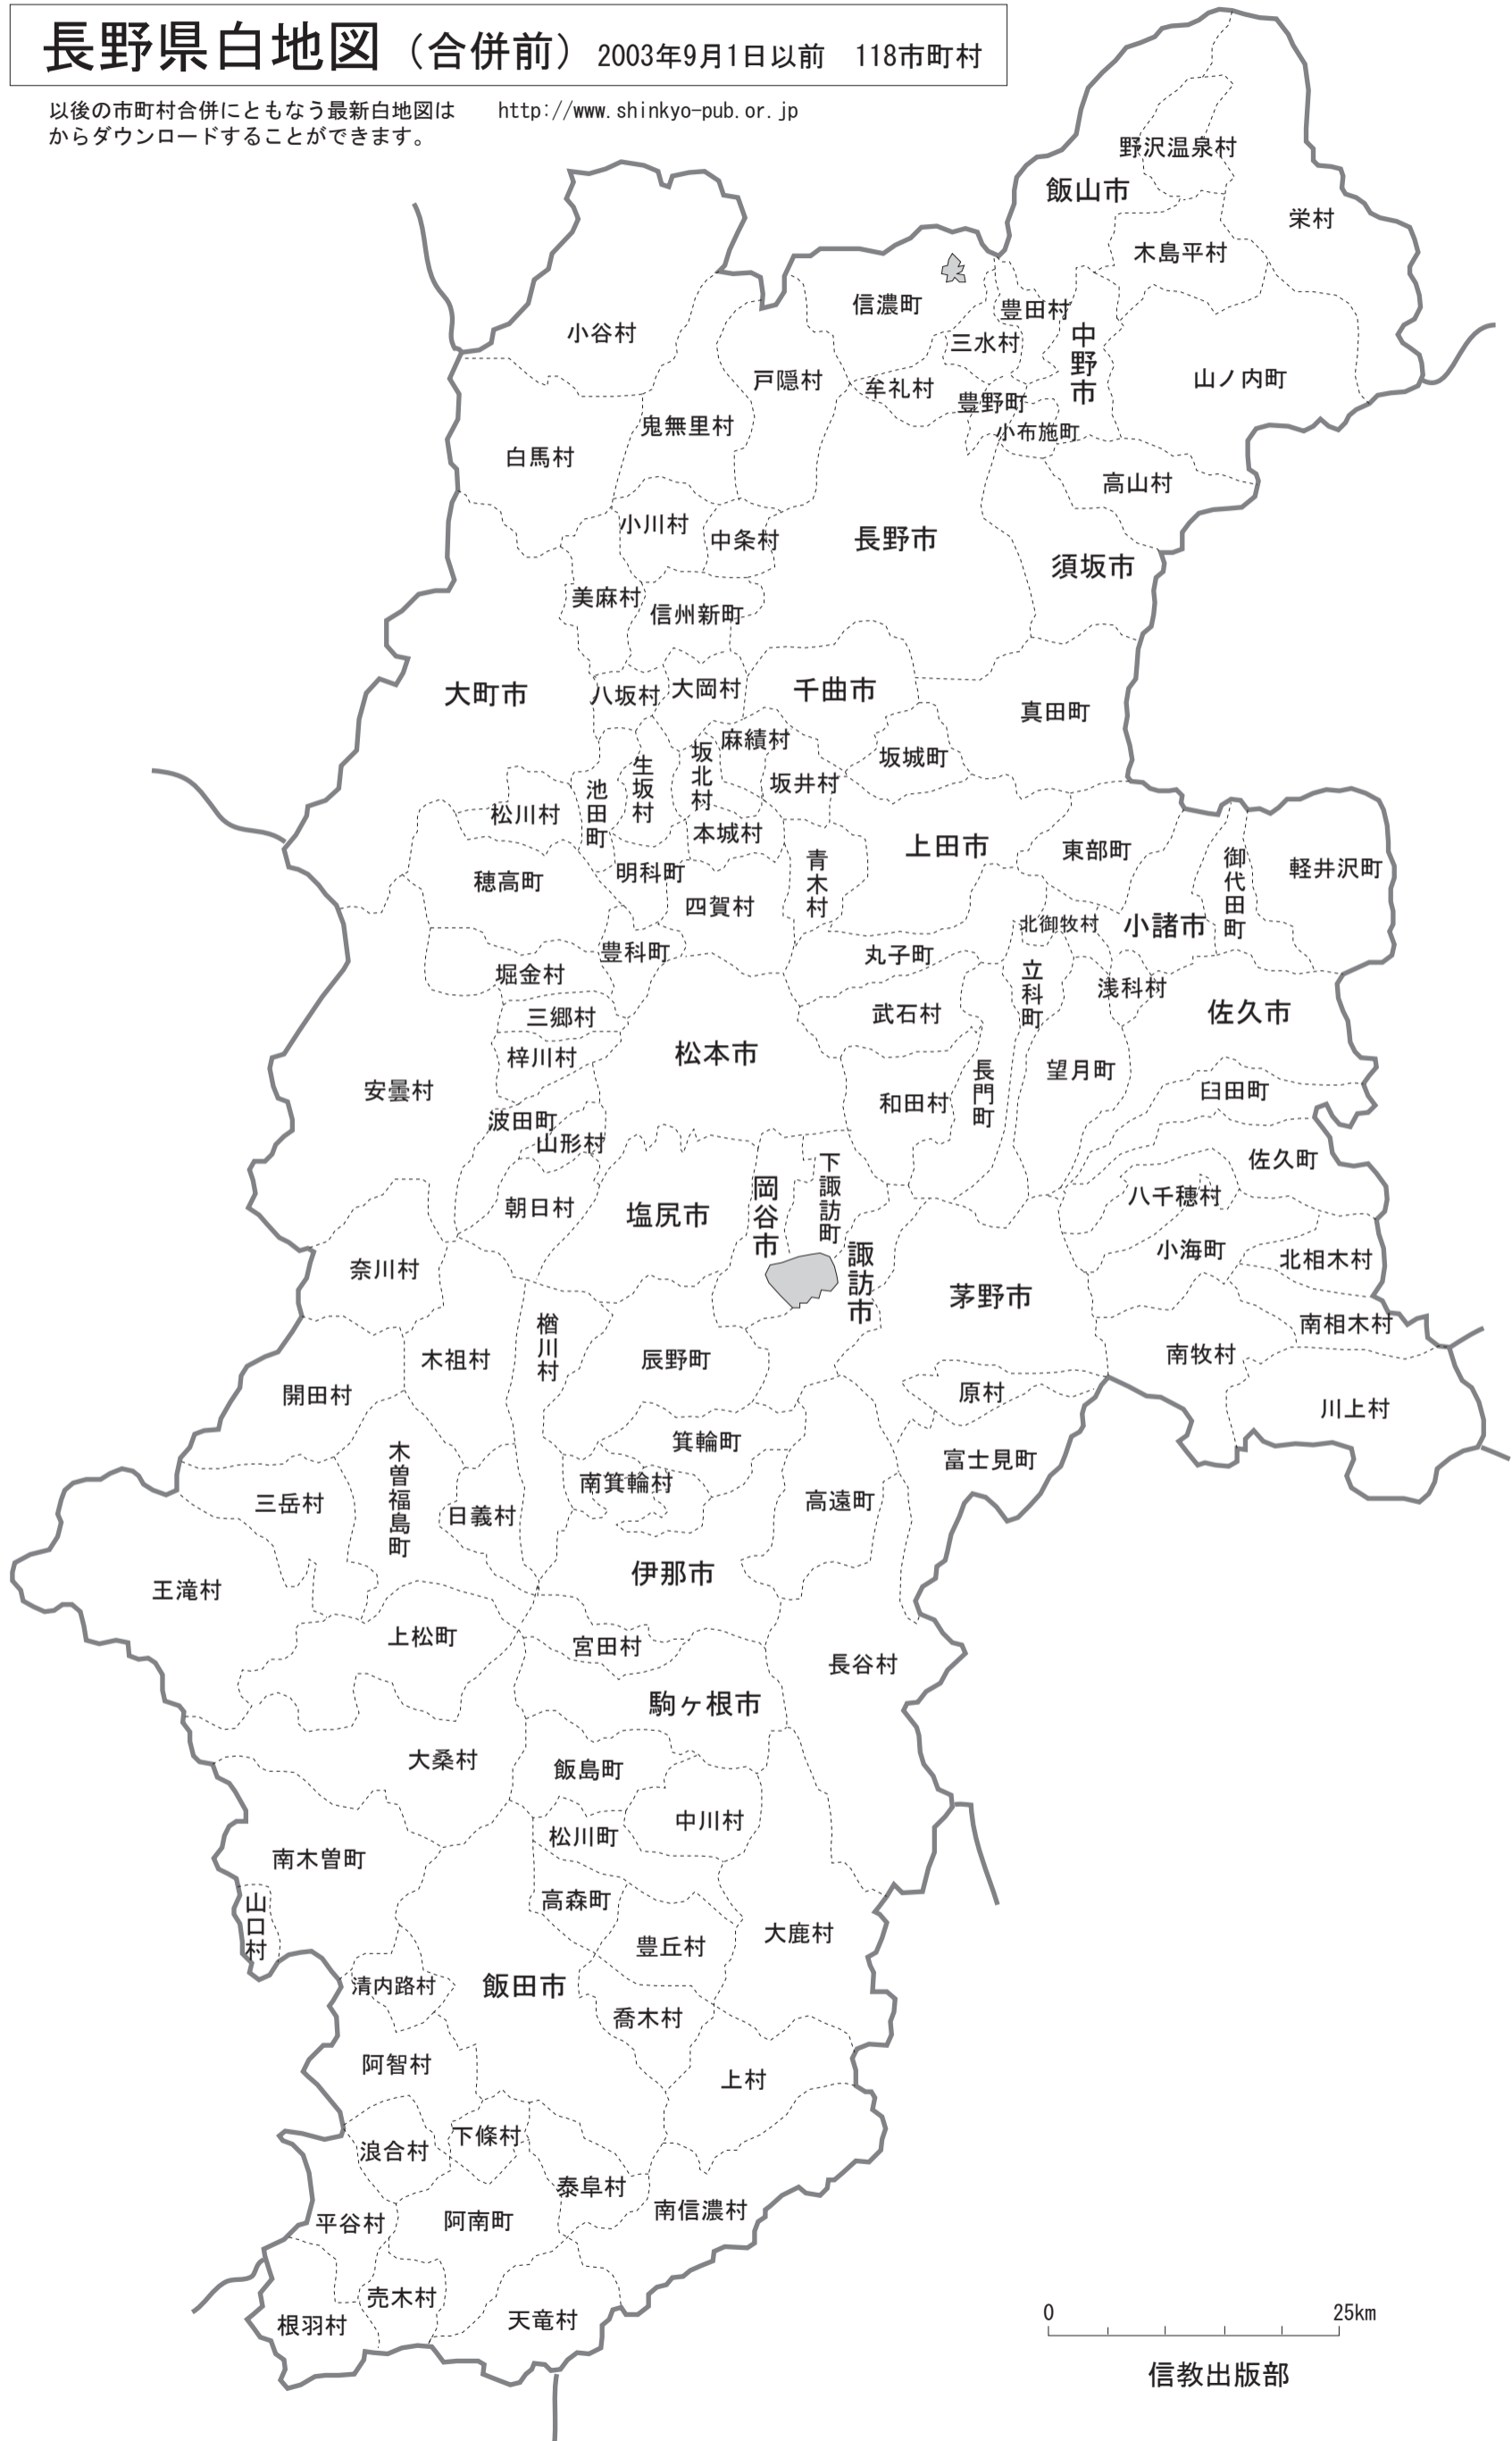 長野県白地図（合併前）2003年9月1日以前　118市町村
以後の市町村合併にともなう最新白地図は　http://www.shinkyo-pub.or.jp
からダウンロードすることができます。
野沢温泉村
飯山市
栄村
木島平村
信濃町
豊田村
小谷村
三水村
中野市
戸隠村
牟礼村
山ノ内町
豊野町
鬼無里村
小布施町
白馬村
高山村
小川村
中条村
長野市
須坂市
美麻村
信州新町
大町市
八坂村
大岡村
千曲市
真田町
麻績村
坂城町
坂北村
生坂村
坂井村
池田町
松川村
本城村
上田市
東部町
御代田町
軽井沢町
穂高町
明科町
青木村
四賀村
北御牧村
小諸市
豊科町
丸子町
堀金村
立科町
浅科村
三郷村
武石村
佐久市
松本市
梓川村
安曇村
望月町
長門町
臼田町
和田村
波田町
山形村
佐久町
下諏訪町
岡谷市
八千穂村
朝日村
塩尻市
小海町
北相木村
奈川村
諏訪市
茅野市
南相木村
楢川村
木祖村
辰野町
南牧村
開田村
原村
川上村
箕輪町
富士見町
南箕輪村
木曽福島町
三岳村
日義村
高遠町
伊那市
王滝村
上松町
宮田村
長谷村
駒ヶ根市
大桑村
飯島町
中川村
松川町
南木曽町
高森町
山口村
大鹿村
豊丘村
清内路村
飯田市
喬木村
阿智村
上村
下條村
浪合村
泰阜村
南信濃村
平谷村
阿南町
売木村
根羽村
天竜村
0　25km
信教出版部